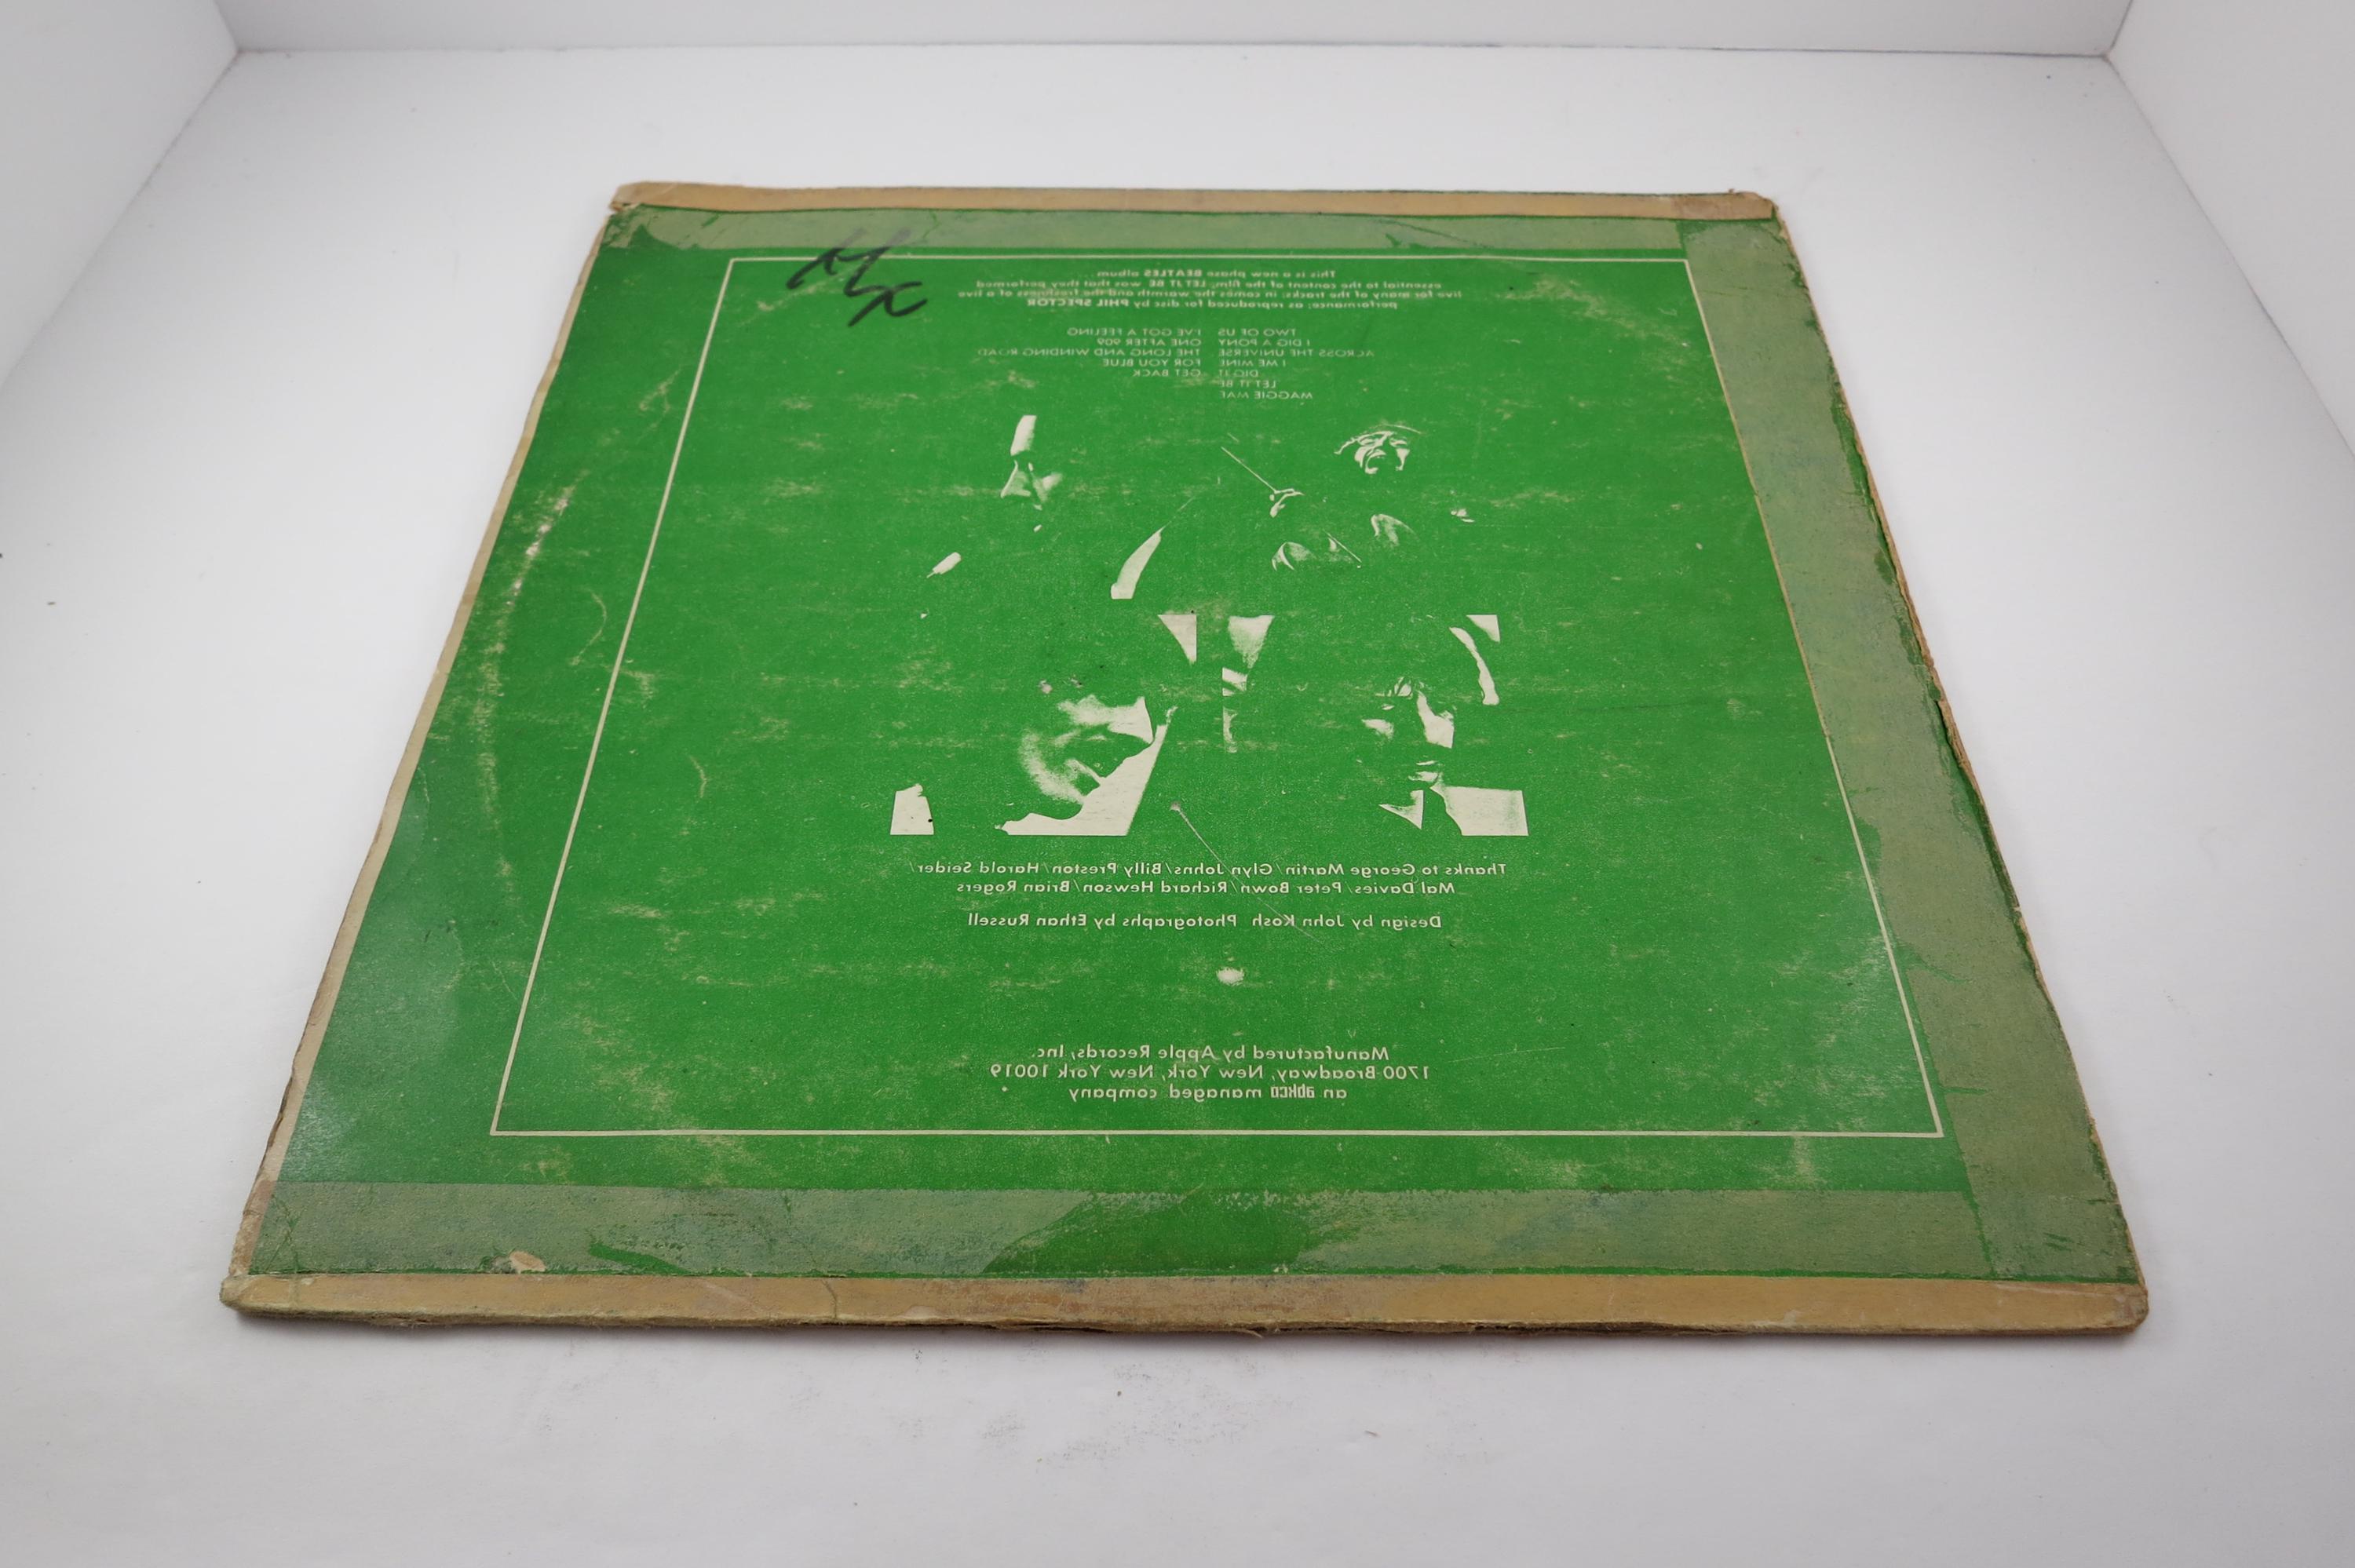 This is a new phase BEATLES album . . .
essential to the content of the film; LET IT BE was that they performed
live for many of the tracks; in comes the warmth and the freshness of a live
performance; as reproduced for disc by PHIL SPECTOR
TWO OF US I'VE GOT A FEELING
I DIG A PONY ONE AFTER 909
ACROSS THE UNIVERSE THE LONG AND WINDING ROAD
I ME MINE FOR YOU BLUE
DIG IT GET BACK
LET IT BE
MAGGIE MAE
Thanks to George Martin/Glyn Johns/Billy Preston/Harold Seider/
Mal Davies/Peter Bown/Richard Hewson/Brian Rogers
Design by John Kosh Photographs by Ethan Russell
Manufactured by Apple Records, Inc.
1700 Broadway, New York, New York 10019
an abkco managed company